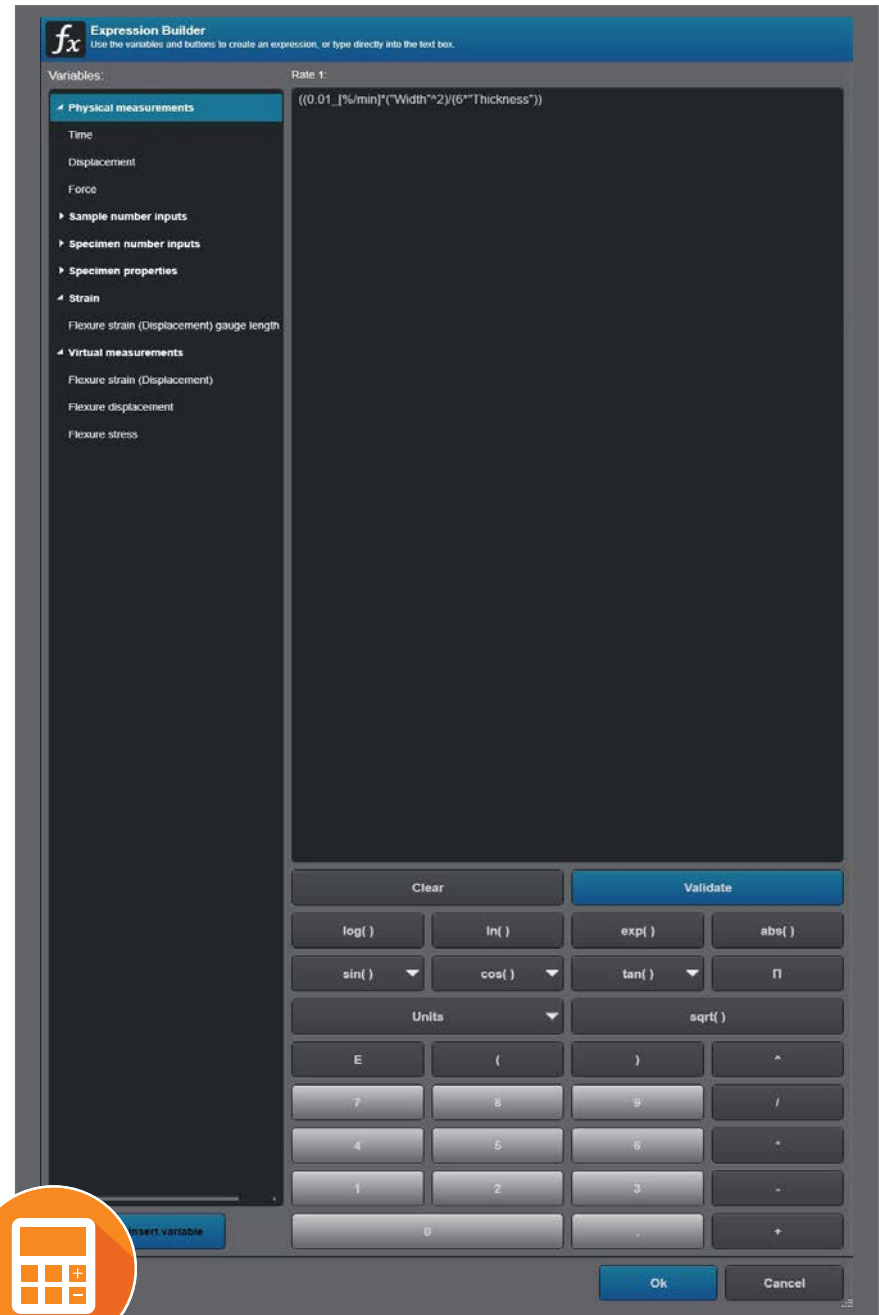 fx
Expression Builder
Use the variables and buttons to create an expression, or type directly into the text box.
Variables:
Physical measurements
Time
Displacement
Force
Sample number inputs
Specimen number inputs
Specimen properties
Strain
Flexure strain (Displacement) gauge length
Virtual measurements
Flexure strain (Displacement)
Flexure displacement
Flexure stress
Insert variable
Rate 1:
((0.01_[%/min]*("Width"^2)/(6*"Thickness"))
Clear Validate
log( ) ln( ) exp( ) abs( )
sin( ) cos( ) tan( ) Π
Units sqrt( )
E ( ) ^
7 8 9 /
4 5 6 *
1 2 3 -
0 . +
Ok Cancel